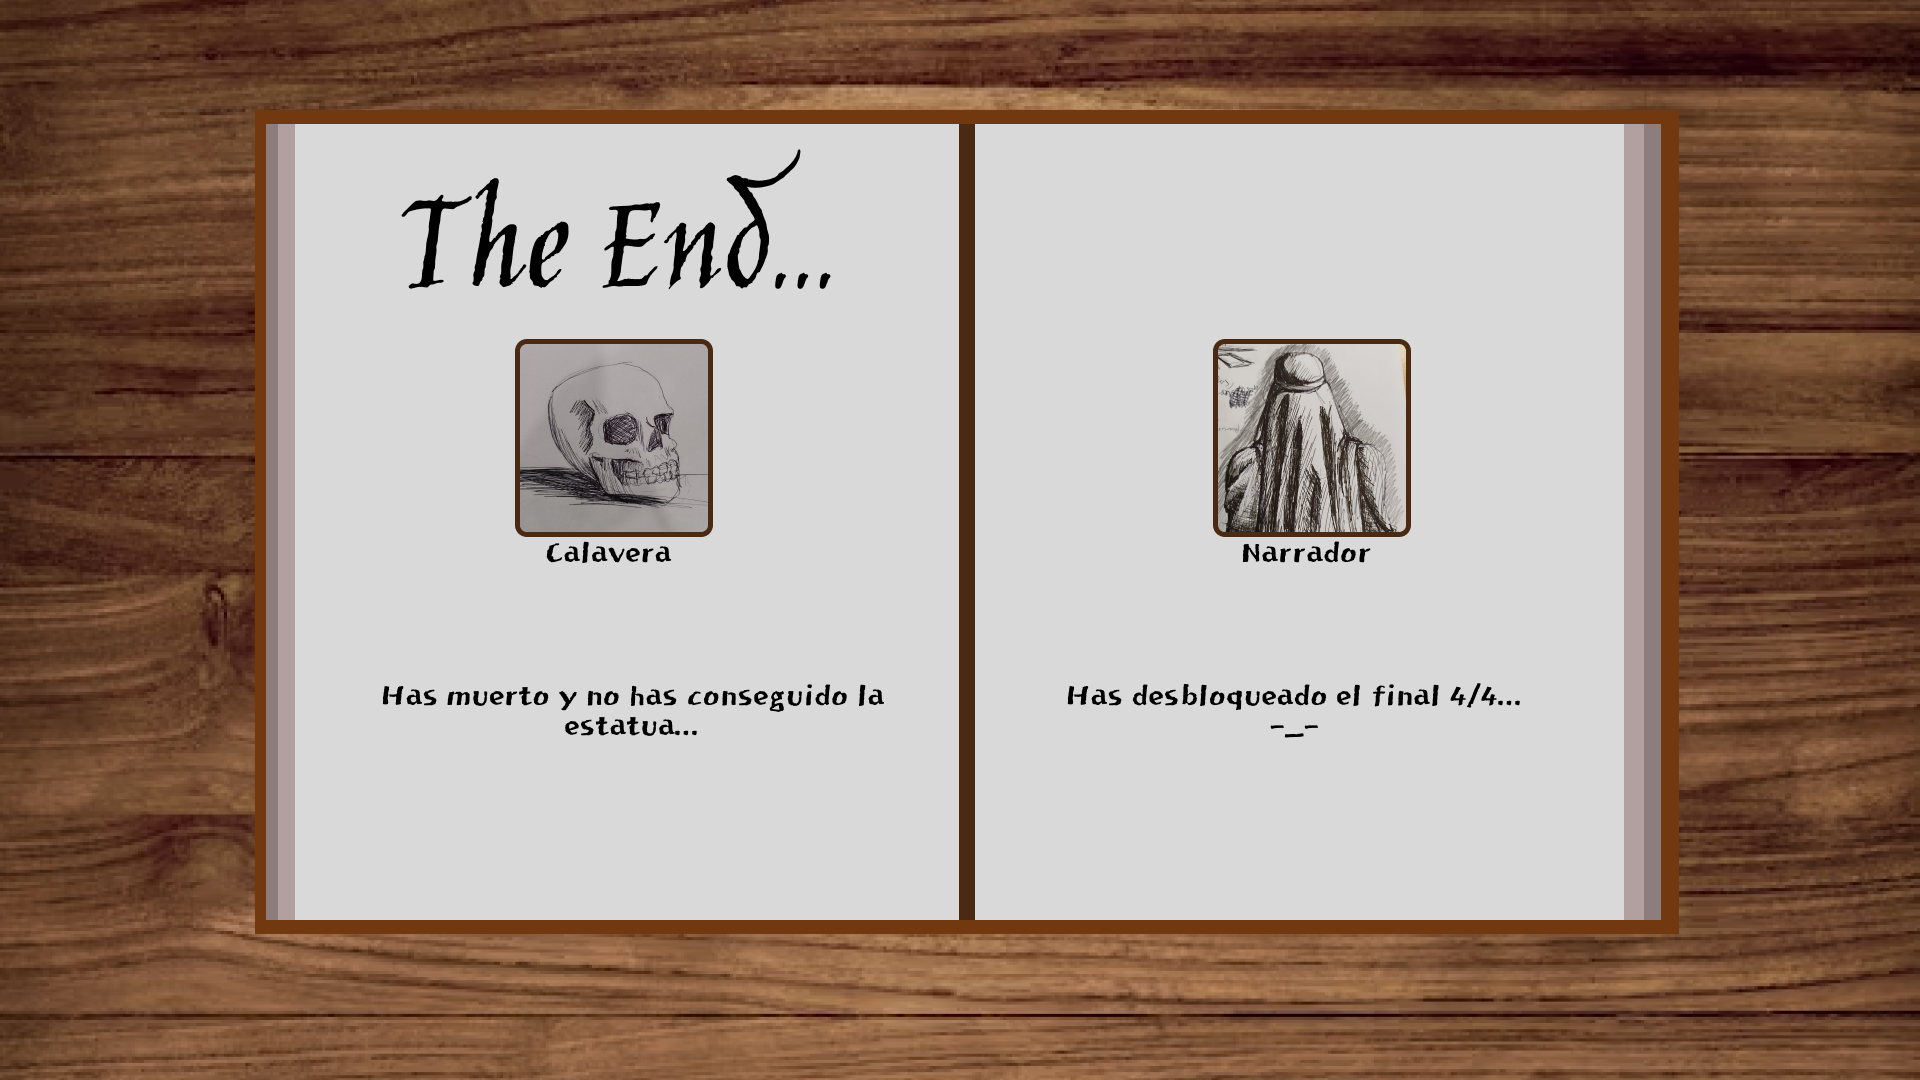 The End...
Calavera
Has muerto y no has conseguido la
estatua...
Narrador
Has desbloqueado el final 4/4...
-_-